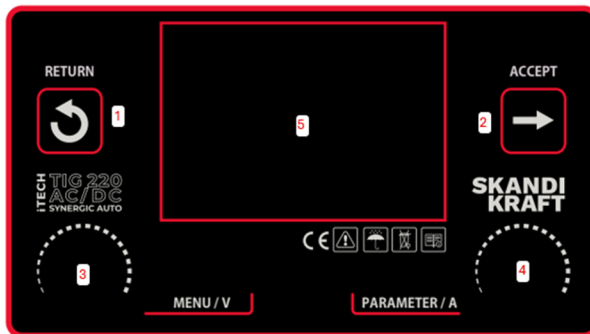 RETURN
ACCEPT
1
2
5
iTECH
TIG 220
AC/DC
SYNERGIC AUTO
SKANDI
KRAFT
CE
3
4
MENU / V
PARAMETER / A